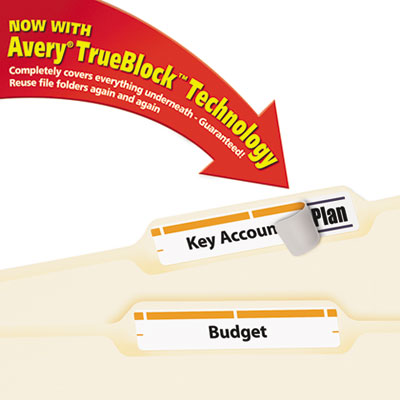 NOW WITH
Avery® TrueBlock™ Technology
Completely covers everything underneath - Guaranteed!
Reuse file folders again and again
Key Accoun
Plan
Budget